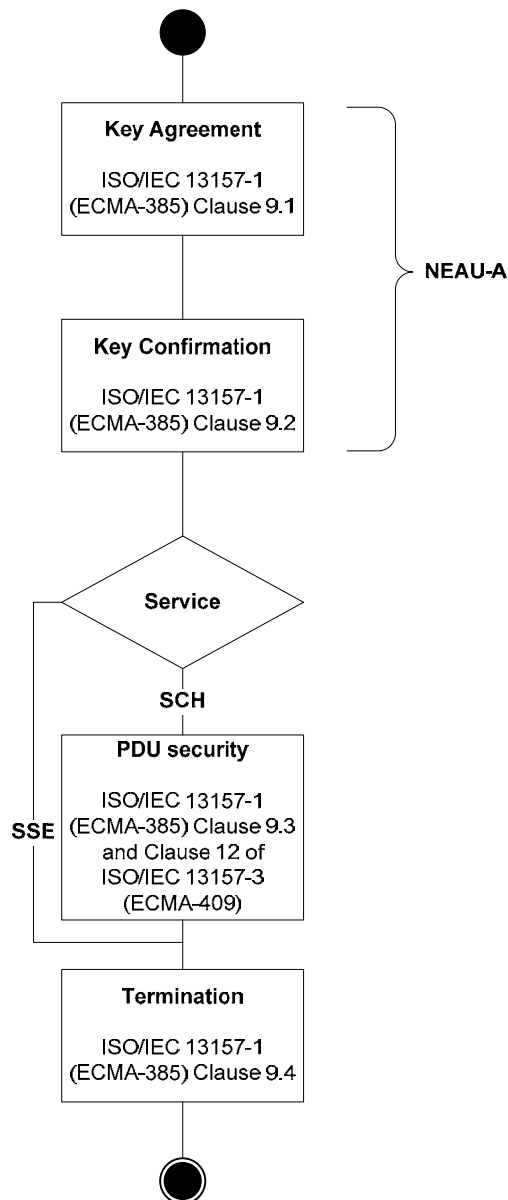 Key Agreement
ISO/IEC 13157-1
(ECMA-385) Clause 9.1
NEAU-A
Key Confirmation
ISO/IEC 13157-1
(ECMA-385) Clause 9.2
Service
SCH
PDU security
ISO/IEC 13157-1
(ECMA-385) Clause 9.3
and Clause 12 of
ISO/IEC 13157-3
(ECMA-409)
SSE
Termination
ISO/IEC 13157-1
(ECMA-385) Clause 9.4